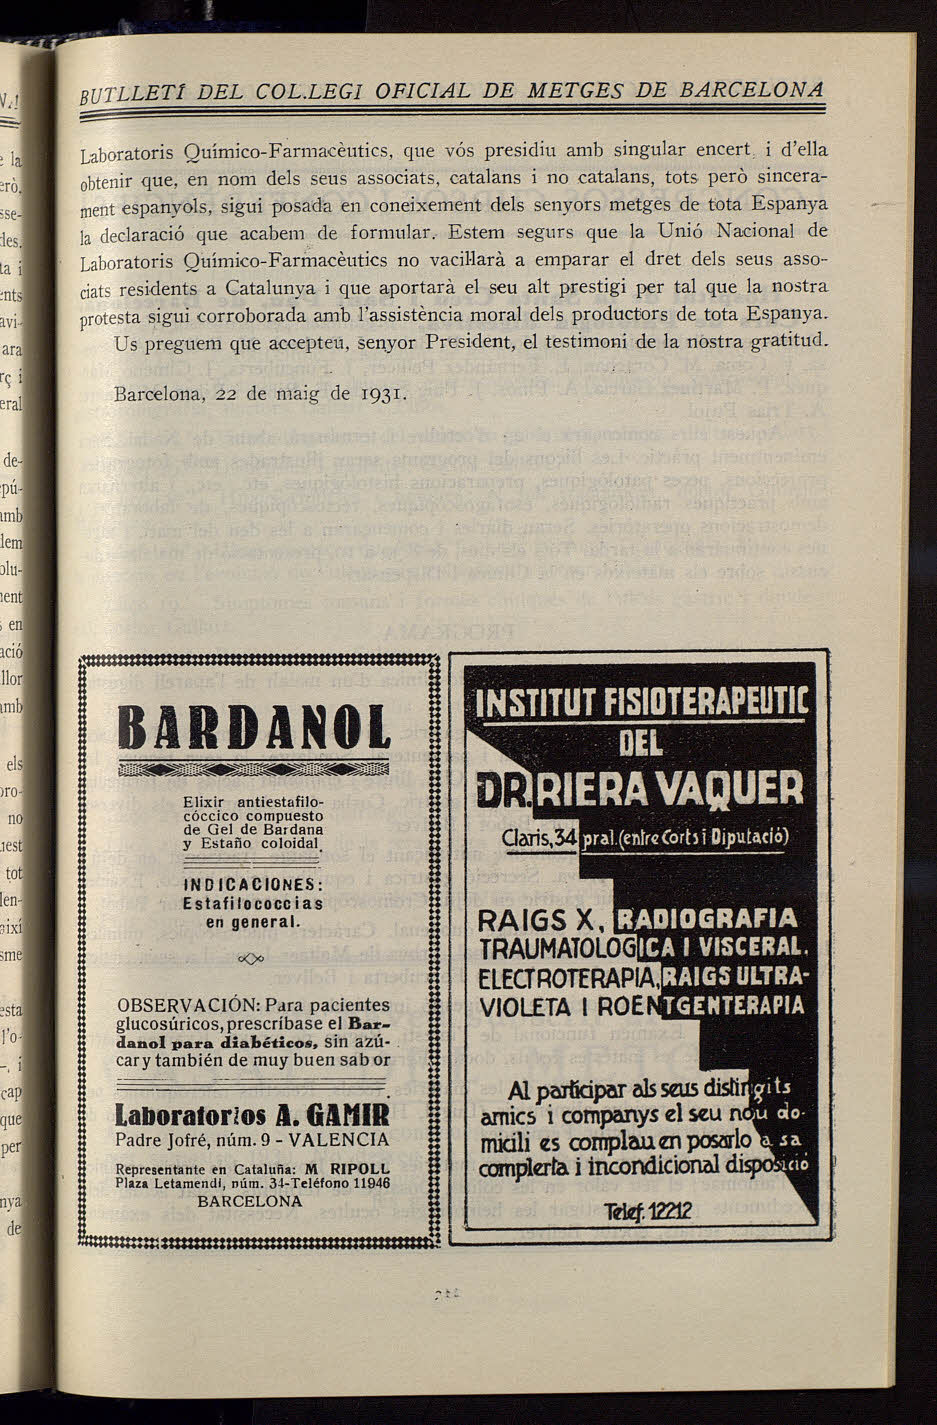 BUTLLETÍ DEL COL.LEGI OFICIAL DE METGES DE BARCELONA
Laboratoris Químico-Farmacèutics, que vós presidiu amb singular encert, i d'ella
obtenir que, en nom dels seus associats, catalans i no catalans, tots però sincera-
ment espanyols, sigui posada en coneixement dels senyors metges de tota Espanya
la declaració que acabem de formular. Estem segurs que la Unió Nacional de
Laboratoris Químico-Farmacèutics no vacil·larà a emparar el dret dels seus asso-
ciats residents a Catalunya i que aportarà el seu alt prestigi per tal que la nostra
protesta sigui corroborada amb l'assistència moral dels productors de tota Espanya.
Us preguem que accepteu, senyor President, el testimoni de la nostra gratitud.
Barcelona, 22 de maig de 1931.
BARDANOL
Elixir antiestafilo-
cóccico compuesto
de Gel de Bardana
y Estaño coloidal
INDICACIONES:
Estafilococcias
en general.
OBSERVACIÓN: Para pacientes
glucosúricos, prescríbase el Bar-
danol para diabéticos, sin azú-
car y también de muy buen sabor
Laboratorios A. GAMIR
Padre Jofré, núm. 9 - VALENCIA
Representante en Cataluña: M RIPOLL
Plaza Letamendi, núm. 34-Teléfono 11946
BARCELONA
INSTITUT FISIOTERAPEUTIC
DEL
DR. RIERA VAQUER
Claris, 34 pral. (entre Corts i Diputació)
RAIGS X, RADIOGRAFIA
TRAUMATOLOGICA I VISCERAL.
ELECTROTERAPIA, RAIGS ULTRA-
VIOLETA I ROENTGENTERAPIA
Al participar als seus distingits
amics i companys el seu nou do-
micili es complau en posarlo a sa
complerta i incondicional disposició
Telef. 12212